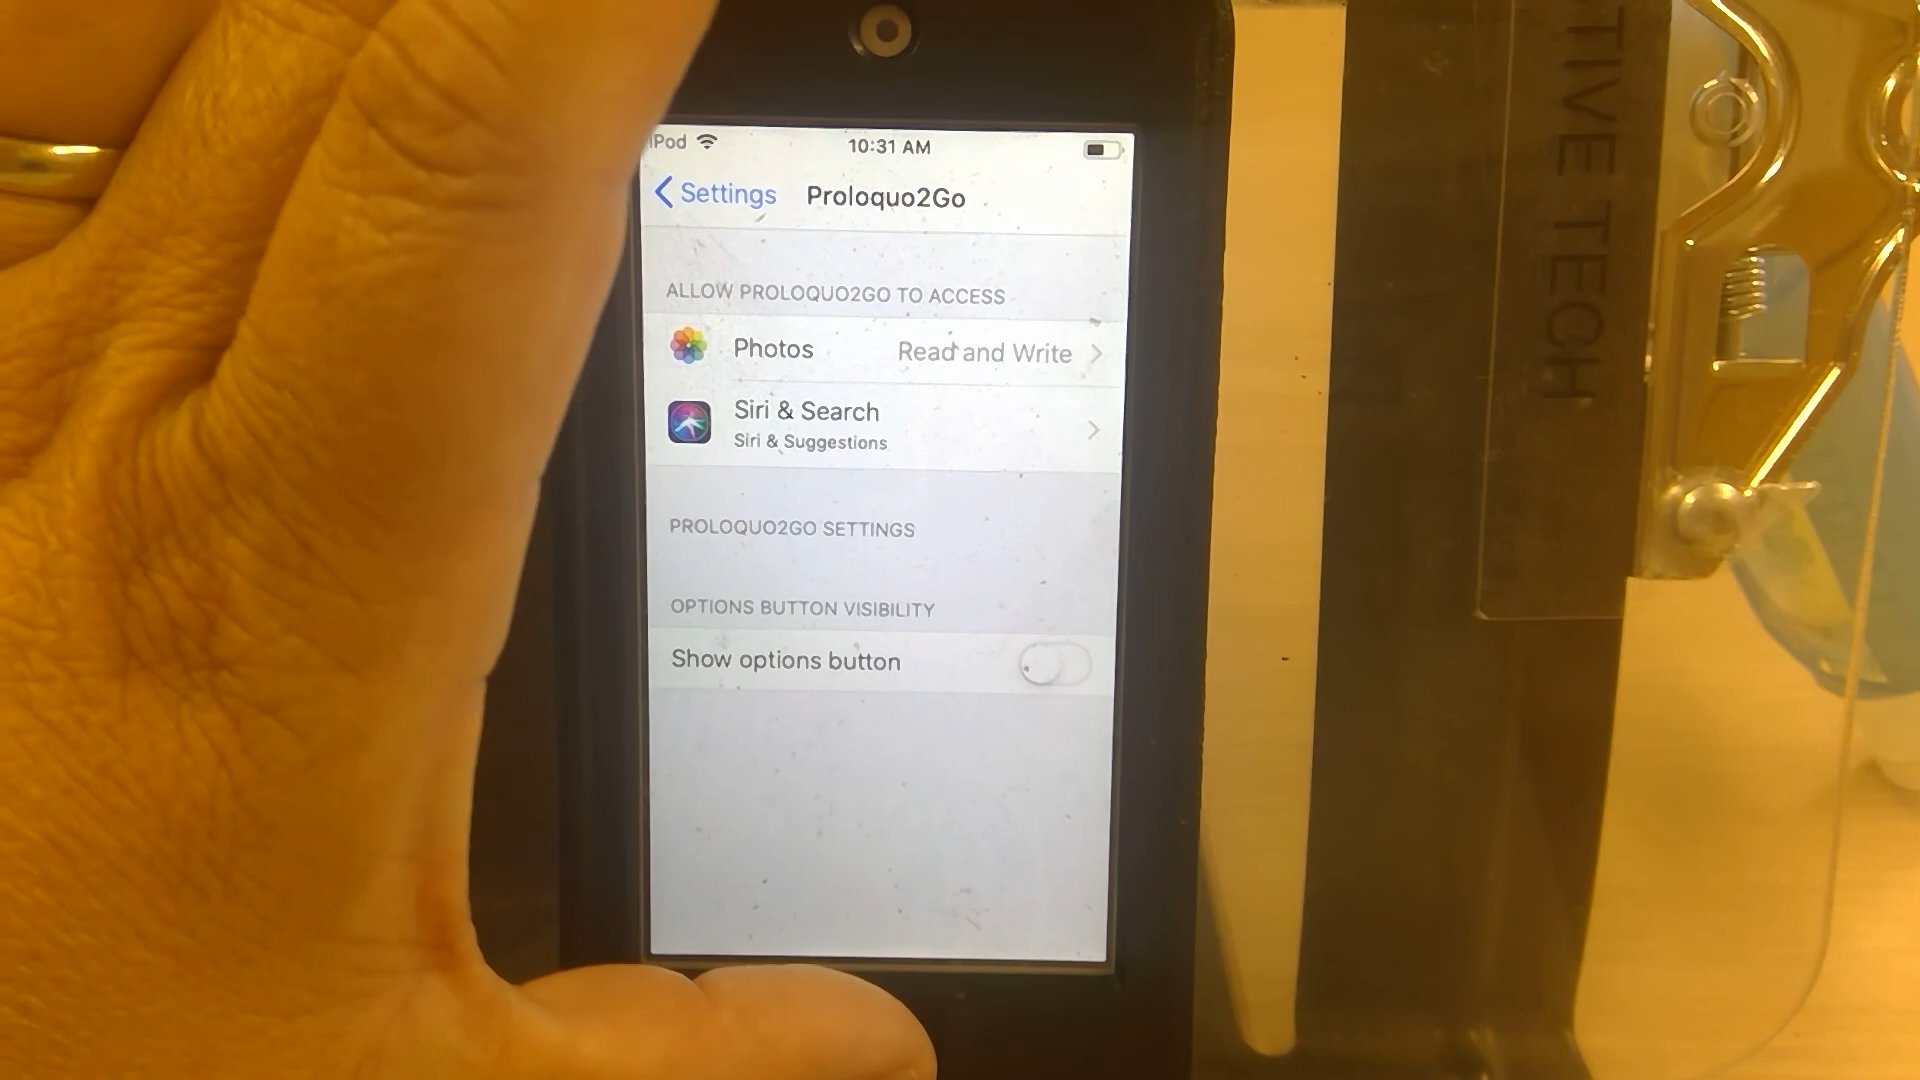 iPod 10:31 AM
Settings Proloquo2Go
ALLOW PROLOQUO2GO TO ACCESS
Photos Read and Write
Siri & Search
Siri & Suggestions
PROLOQUO2GO SETTINGS
OPTIONS BUTTON VISIBILITY
Show options button
TIVE TECH